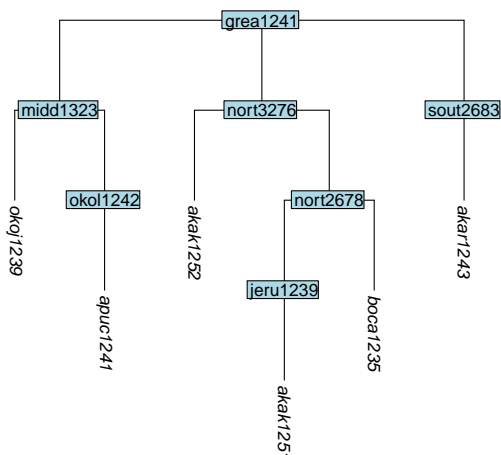 grea1241
midd1323
nort3276
sout2683
okoj1239
okol1242
akak1252
nort2678
akar1243
apuc1241
jeru1239
boca1235